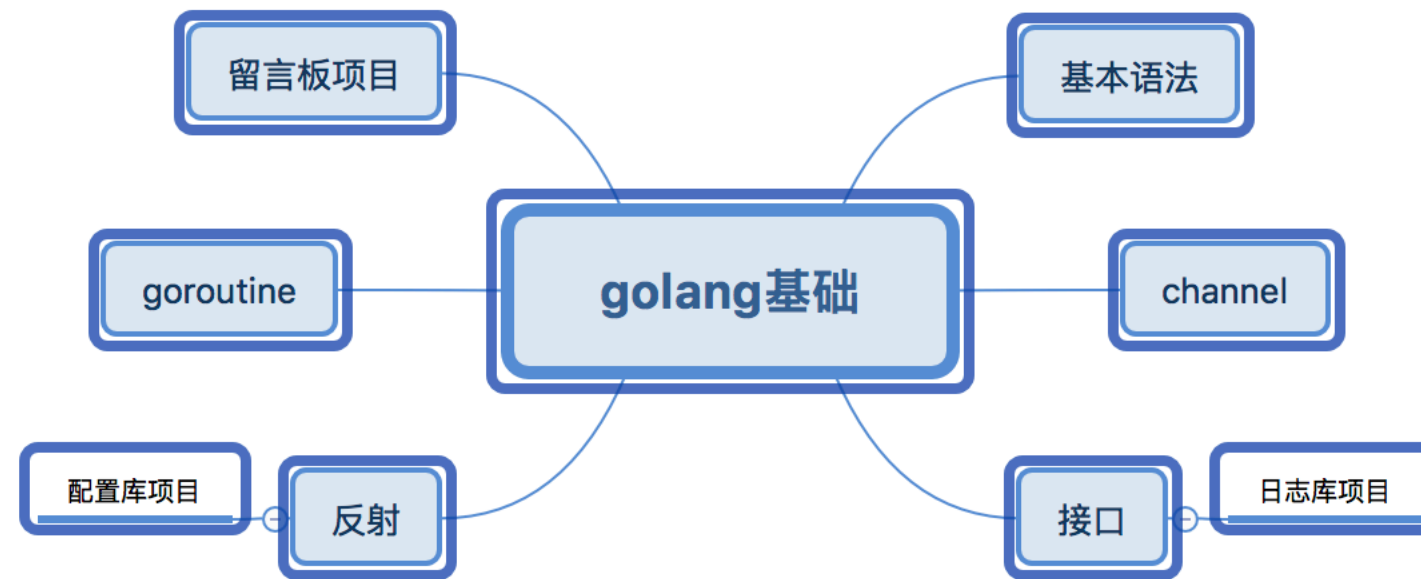 留言板项目
基本语法
goroutine
golang基础
channel
配置库项目
反射
接口
日志库项目